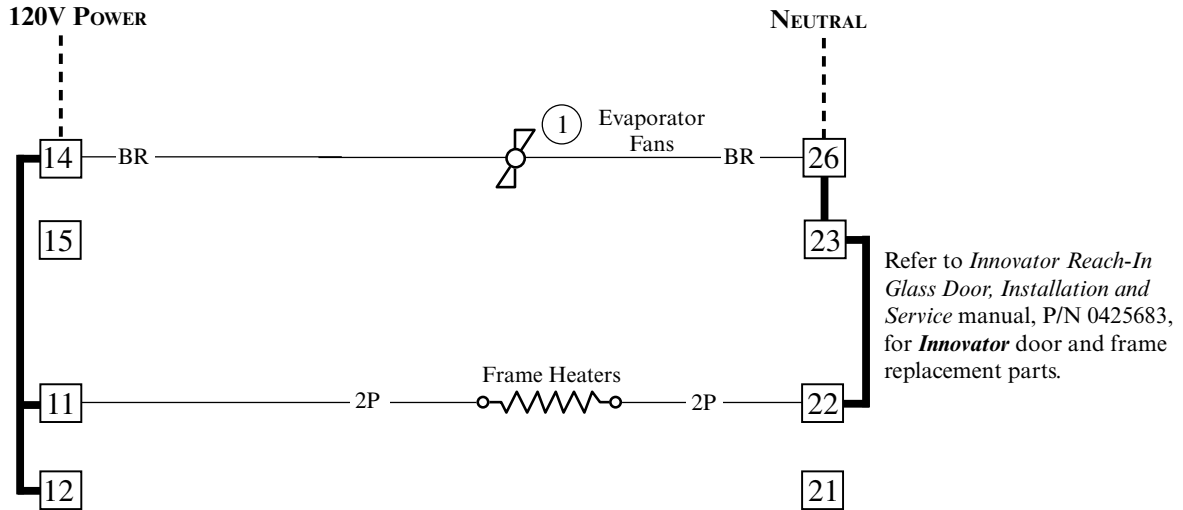 120V POWER
NEUTRAL
1
Evaporator
Fans
14
BR
BR
26
15
23
Refer to Innovator Reach-In
Glass Door, Installation and
Service manual, P/N 0425683,
for Innovator door and frame
replacement parts.
Frame Heaters
11
2P
2P
22
12
21